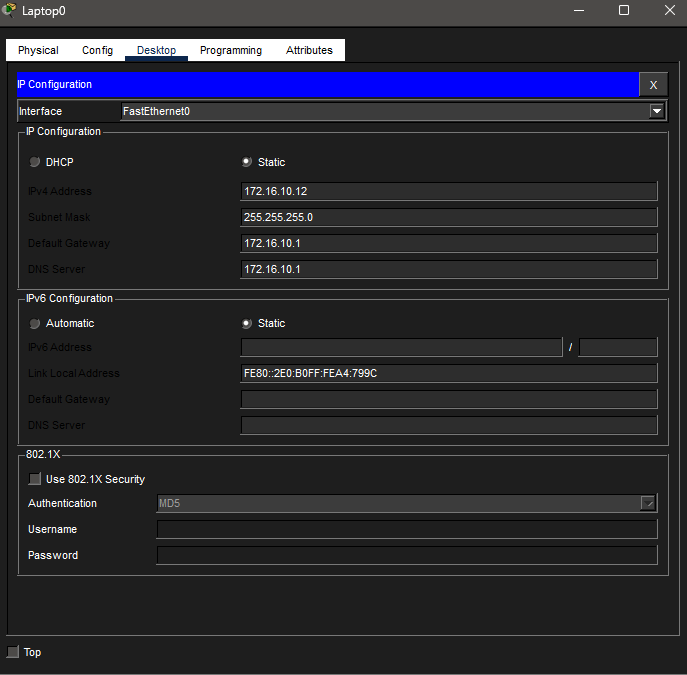 Laptop0
Physical Config Desktop Programming Attributes
IP Configuration X
Interface FastEthernet0
IP Configuration
DHCP Static
IPv4 Address 172.16.10.12
Subnet Mask 255.255.255.0
Default Gateway 172.16.10.1
DNS Server 172.16.10.1
IPv6 Configuration
Automatic Static
IPv6 Address /
Link Local Address FE80::2E0:B0FF:FEA4:799C
Default Gateway
DNS Server
802.1X
Use 802.1X Security
Authentication MD5
Username
Password
Top